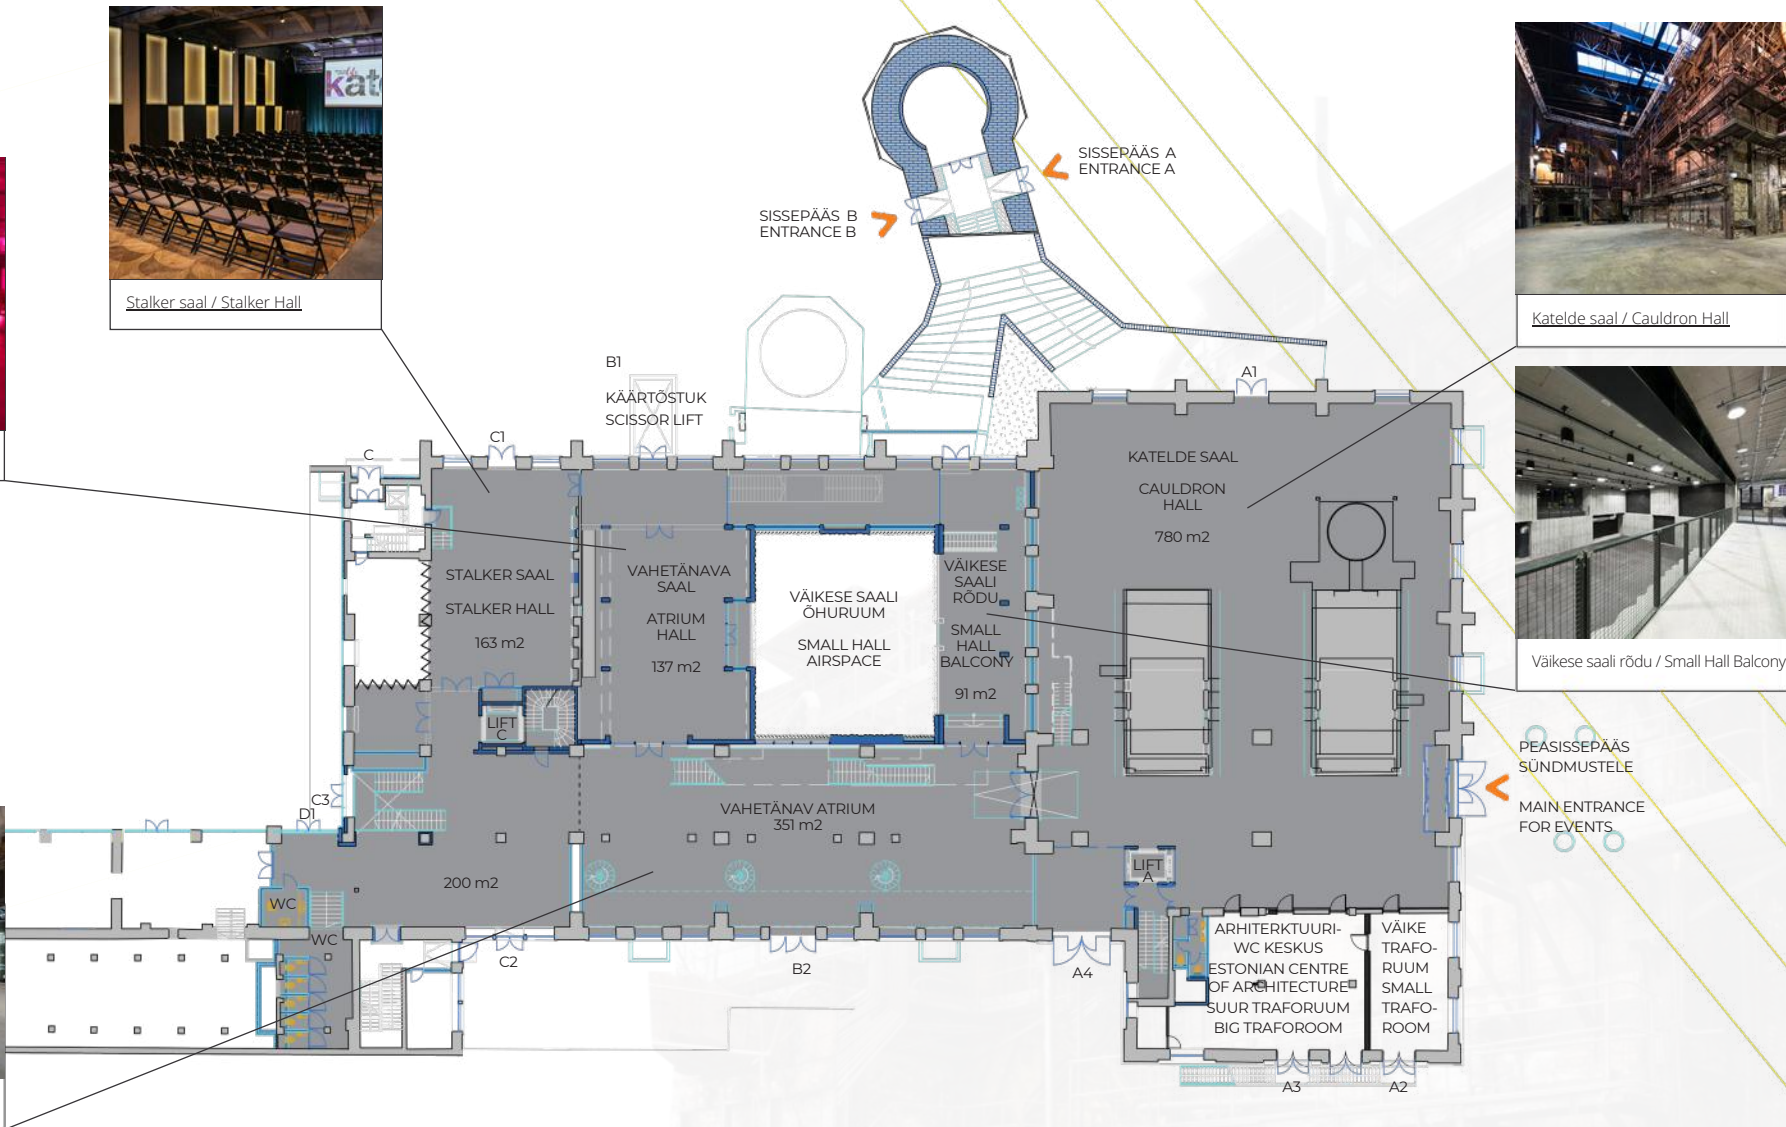 kat
Stalker saal / Stalker Hall
SISSEPÄÄS A
ENTRANCE A
SISSEPÄÄS B
ENTRANCE B
Katelde saal / Cauldron Hall
B1
KÄÄRTÕSTUK
SCISSOR LIFT
A1
C
C1
KATELDE SAAL
CAULDRON
HALL
780 m2
STALKER SAAL
STALKER HALL
163 m2
VAHETÄNAVA
SAAL
ATRIUM
HALL
137 m2
VÄIKESE SAALI
ÕHURUUM
SMALL HALL
AIRSPACE
VÄIKESE
SAALI
RÕDU
SMALL
HALL
BALCONY
91 m2
Väikese saali rõdu / Small Hall Balcony
LIFT
C
PEASISSEPÄÄS
SÜNDMUSTELE
MAIN ENTRANCE
FOR EVENTS
C3
D1
VAHETÄNAV ATRIUM
351 m2
200 m2
LIFT
A
WC
WC
C2
B2
A4
ARHITERKTUURI-
WC KESKUS
ESTONIAN CENTRE
OF ARCHITECTURE
SUUR TRAFORUUM
BIG TRAFOROOM
VÄIKE
TRAFO-
RUUM
SMALL
TRAFO-
ROOM
A3
A2